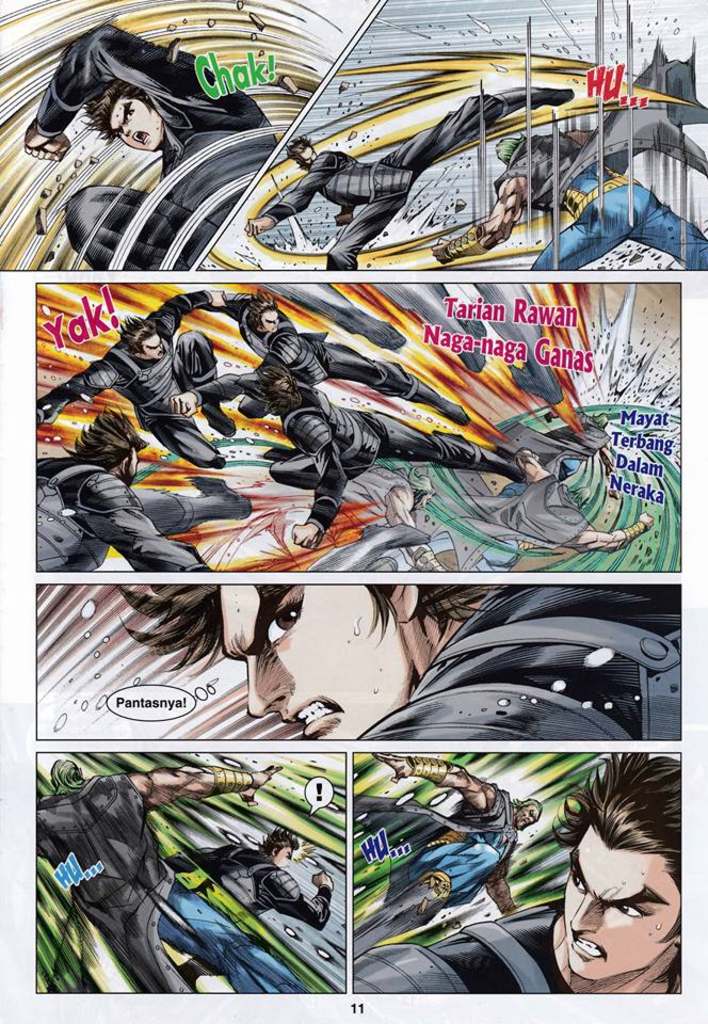 Chak!
HU...
Yak!
Tarian Rawan
Naga-naga Ganas
Mayat
Terbang
Dalam
Neraka
Pantasnya!
!
HU...
HU...
11